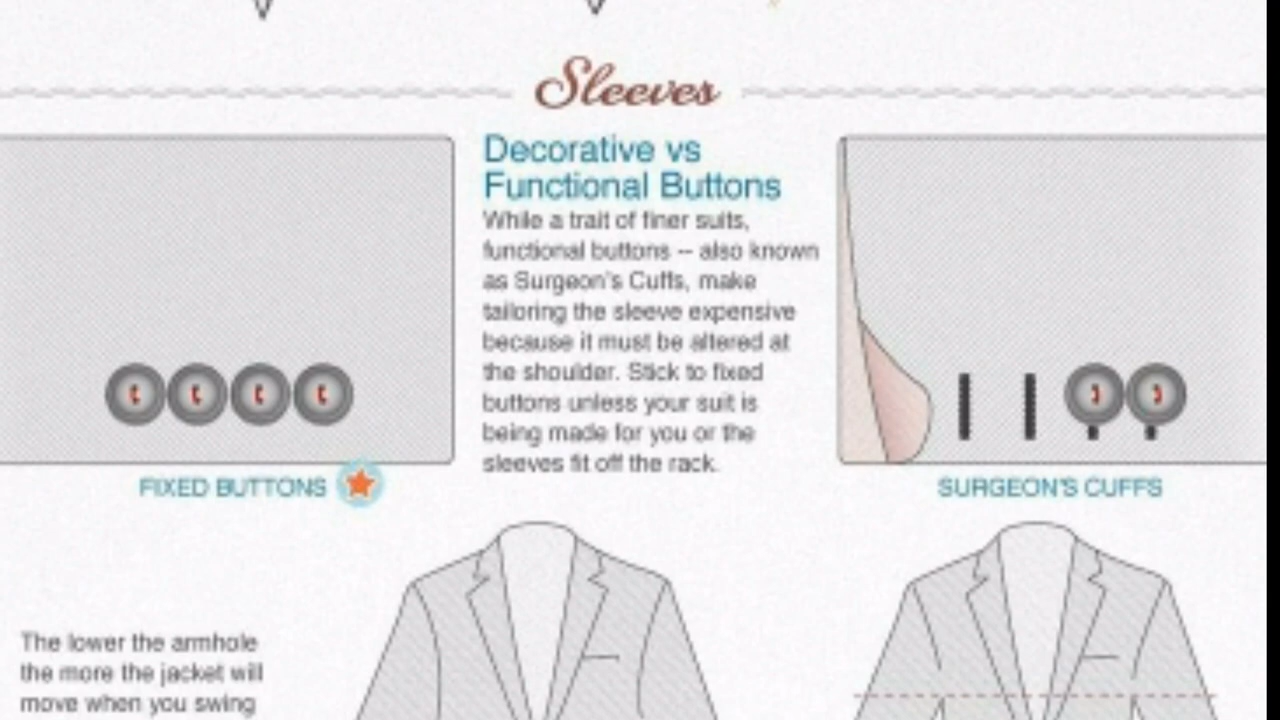 Sleeves
Decorative vs
Functional Buttons
While a trait of finer suits,
functional buttons -- also known
as Surgeon's Cuffs, make
tailoring the sleeve expensive
because it must be altered at
the shoulder. Stick to fixed
buttons unless your suit is
being made for you or the
sleeves fit off the rack.
FIXED BUTTONS
SURGEON'S CUFFS
The lower the armhole
the more the jacket will
move when you swing